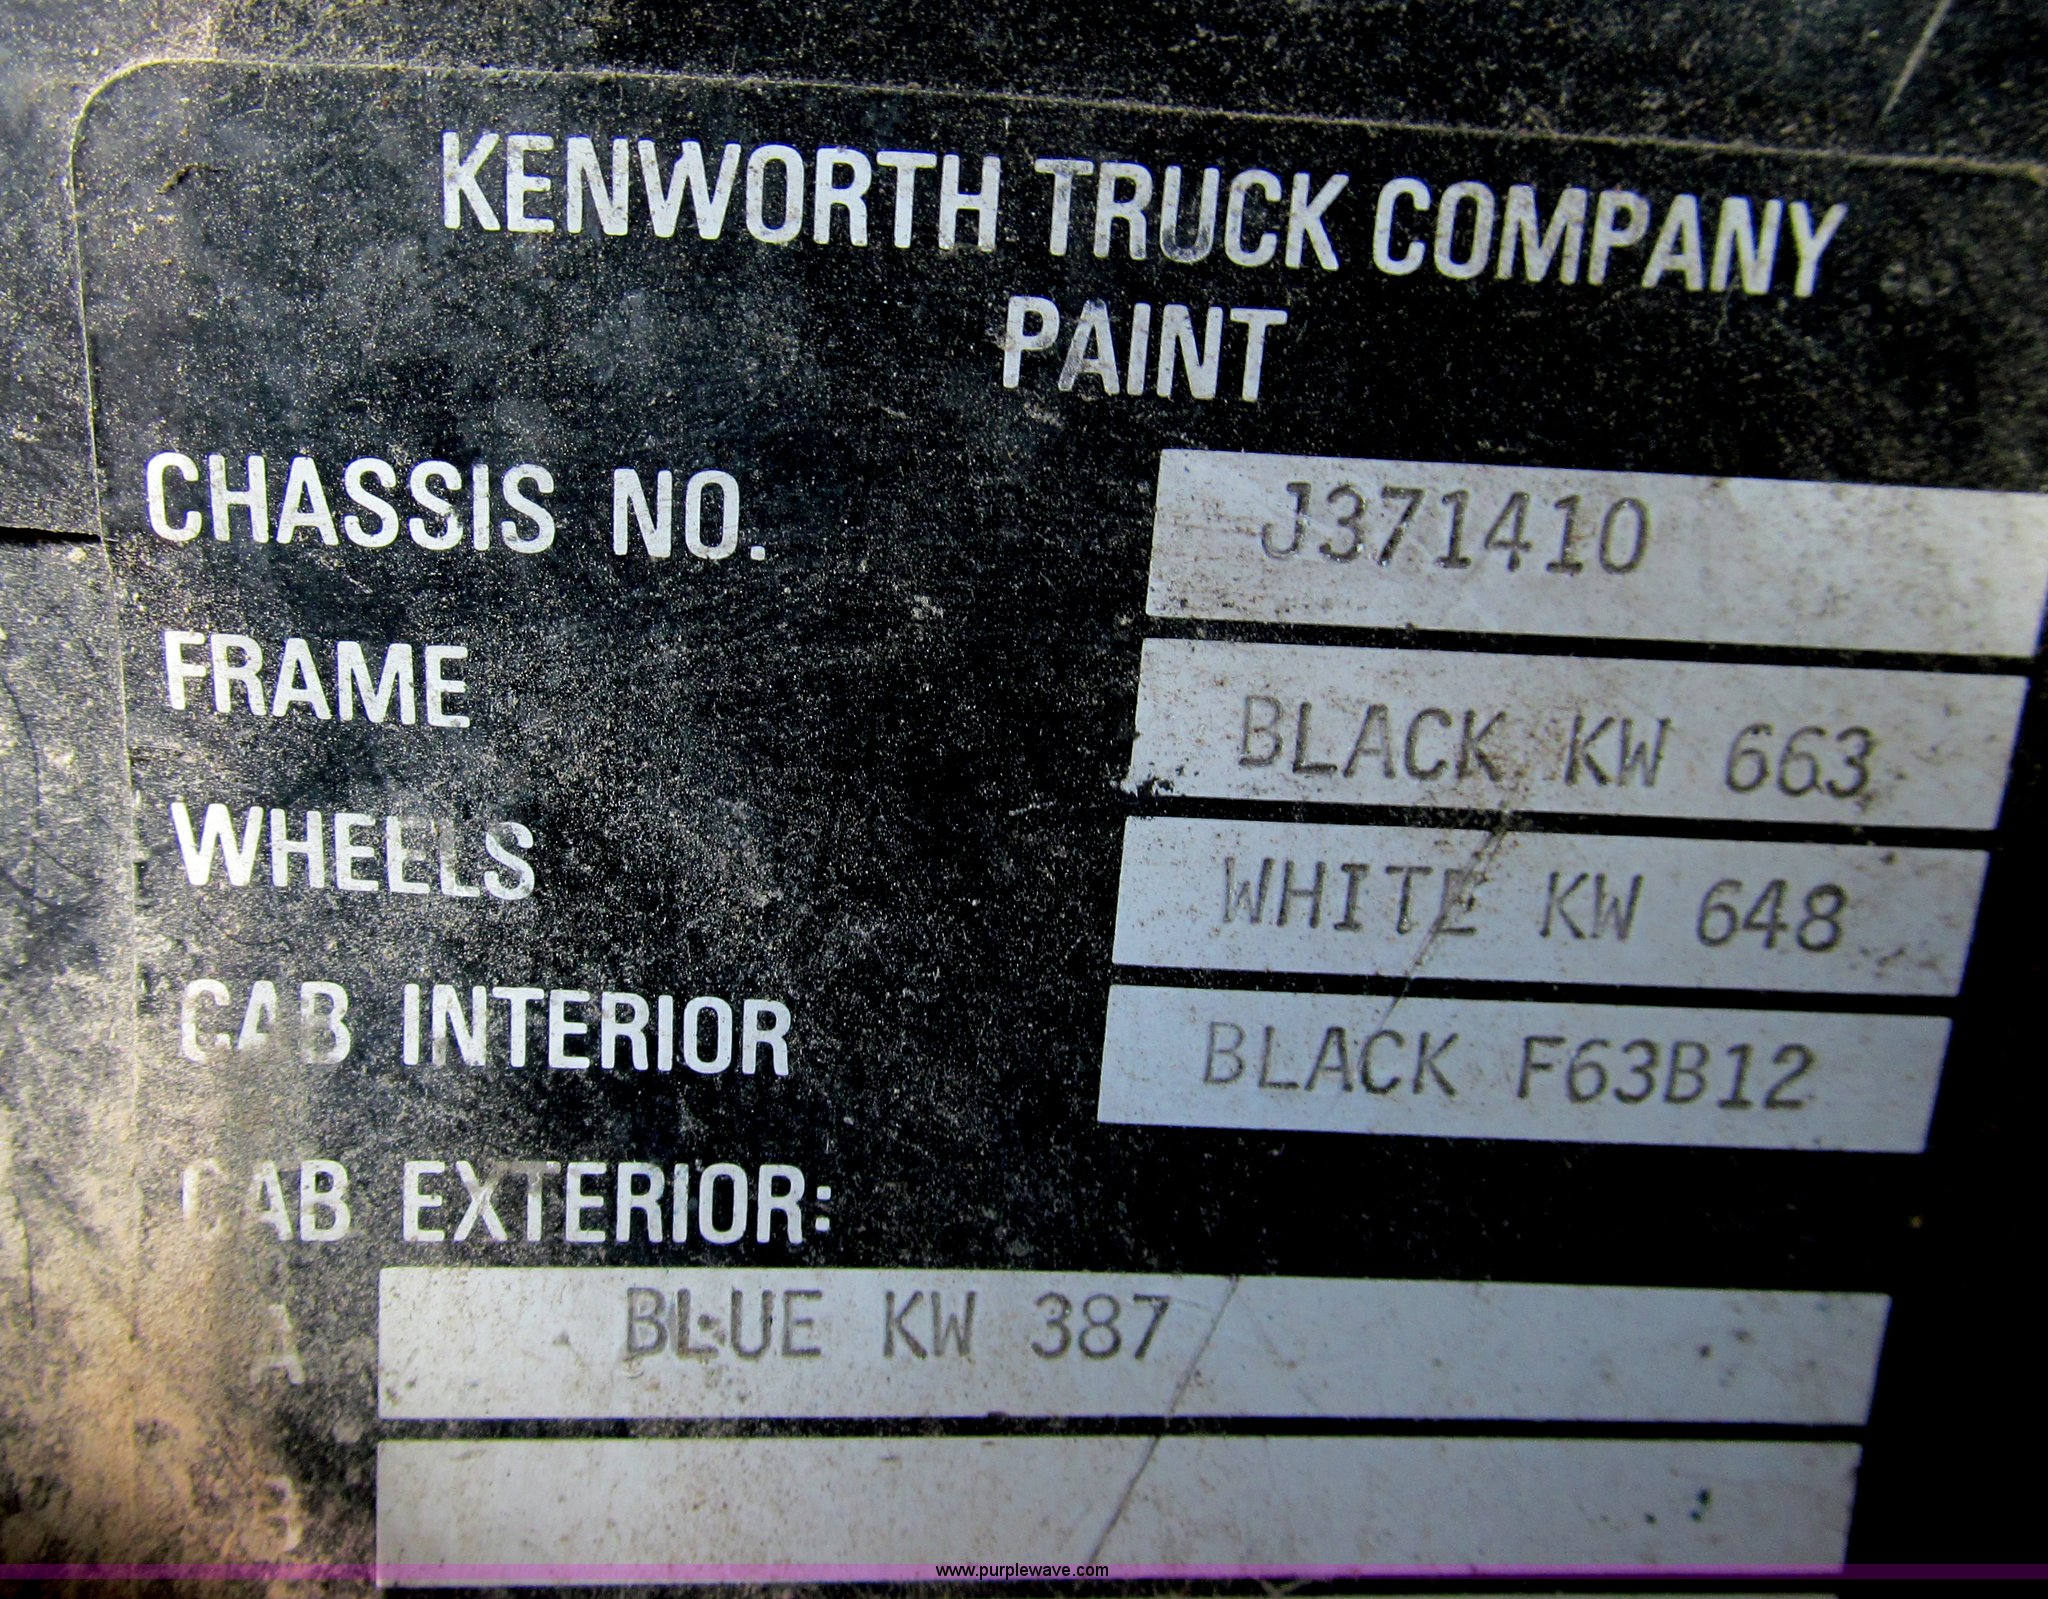 KENWORTH TRUCK COMPANY
PAINT
CHASSIS NO. J371410
FRAME BLACK KW 663
WHEELS WHITE KW 648
CAB INTERIOR BLACK F63B12
CAB EXTERIOR:
A BLUE KW 387
B
www.purplewave.com